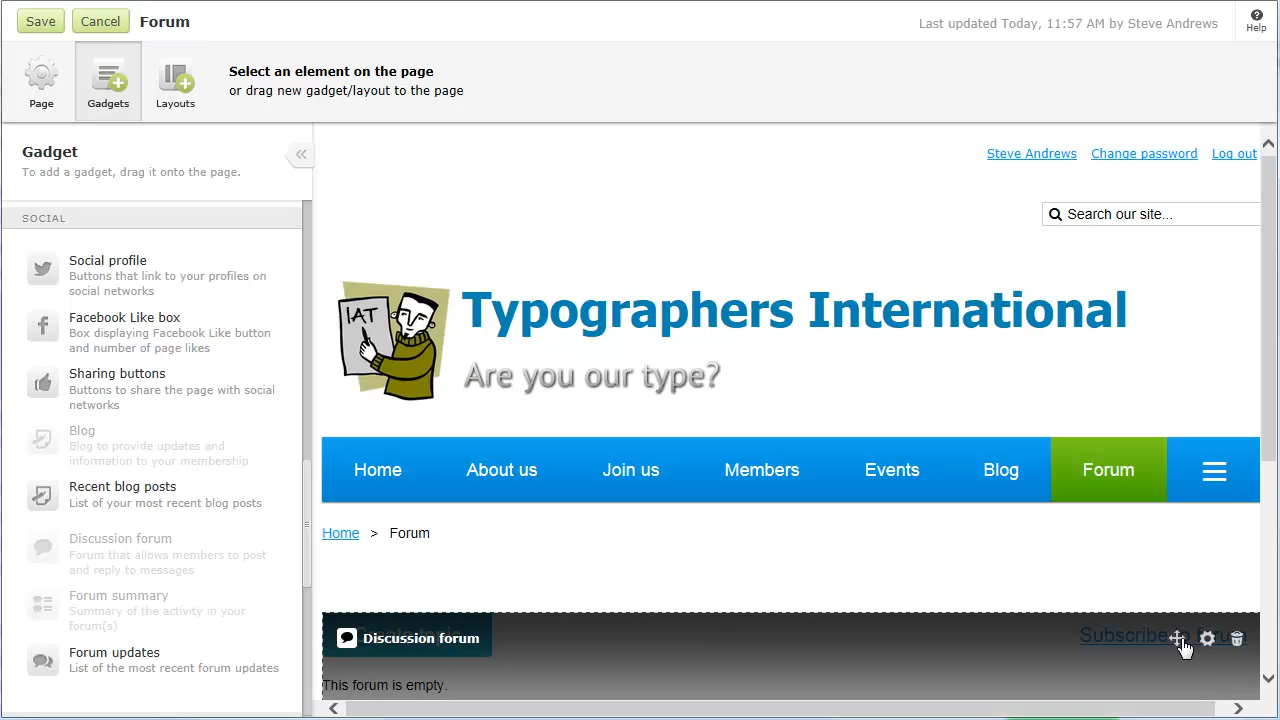 Save Cancel Forum Last updated Today, 11:57 AM by Steve Andrews Help
Page Gadgets Layouts
Select an element on the page
or drag new gadget/layout to the page
Gadget
To add a gadget, drag it onto the page.
SOCIAL
Social profile
Buttons that link to your profiles on
social networks
Facebook Like box
Box displaying Facebook Like button
and number of page likes
Sharing buttons
Buttons to share the page with social
networks
Blog
Blog to provide updates and
information to your membership
Recent blog posts
List of your most recent blog posts
Discussion forum
Forum that allows members to post
and reply to messages
Forum summary
Summary of the activity in your
forum(s)
Forum updates
List of the most recent forum updates
Steve Andrews Change password Log out
Search our site...
IAT
Typographers International
Are you our type?
Home About us Join us Members Events Blog Forum
Home > Forum
Discussion forum Subscribe to forum
This forum is empty.